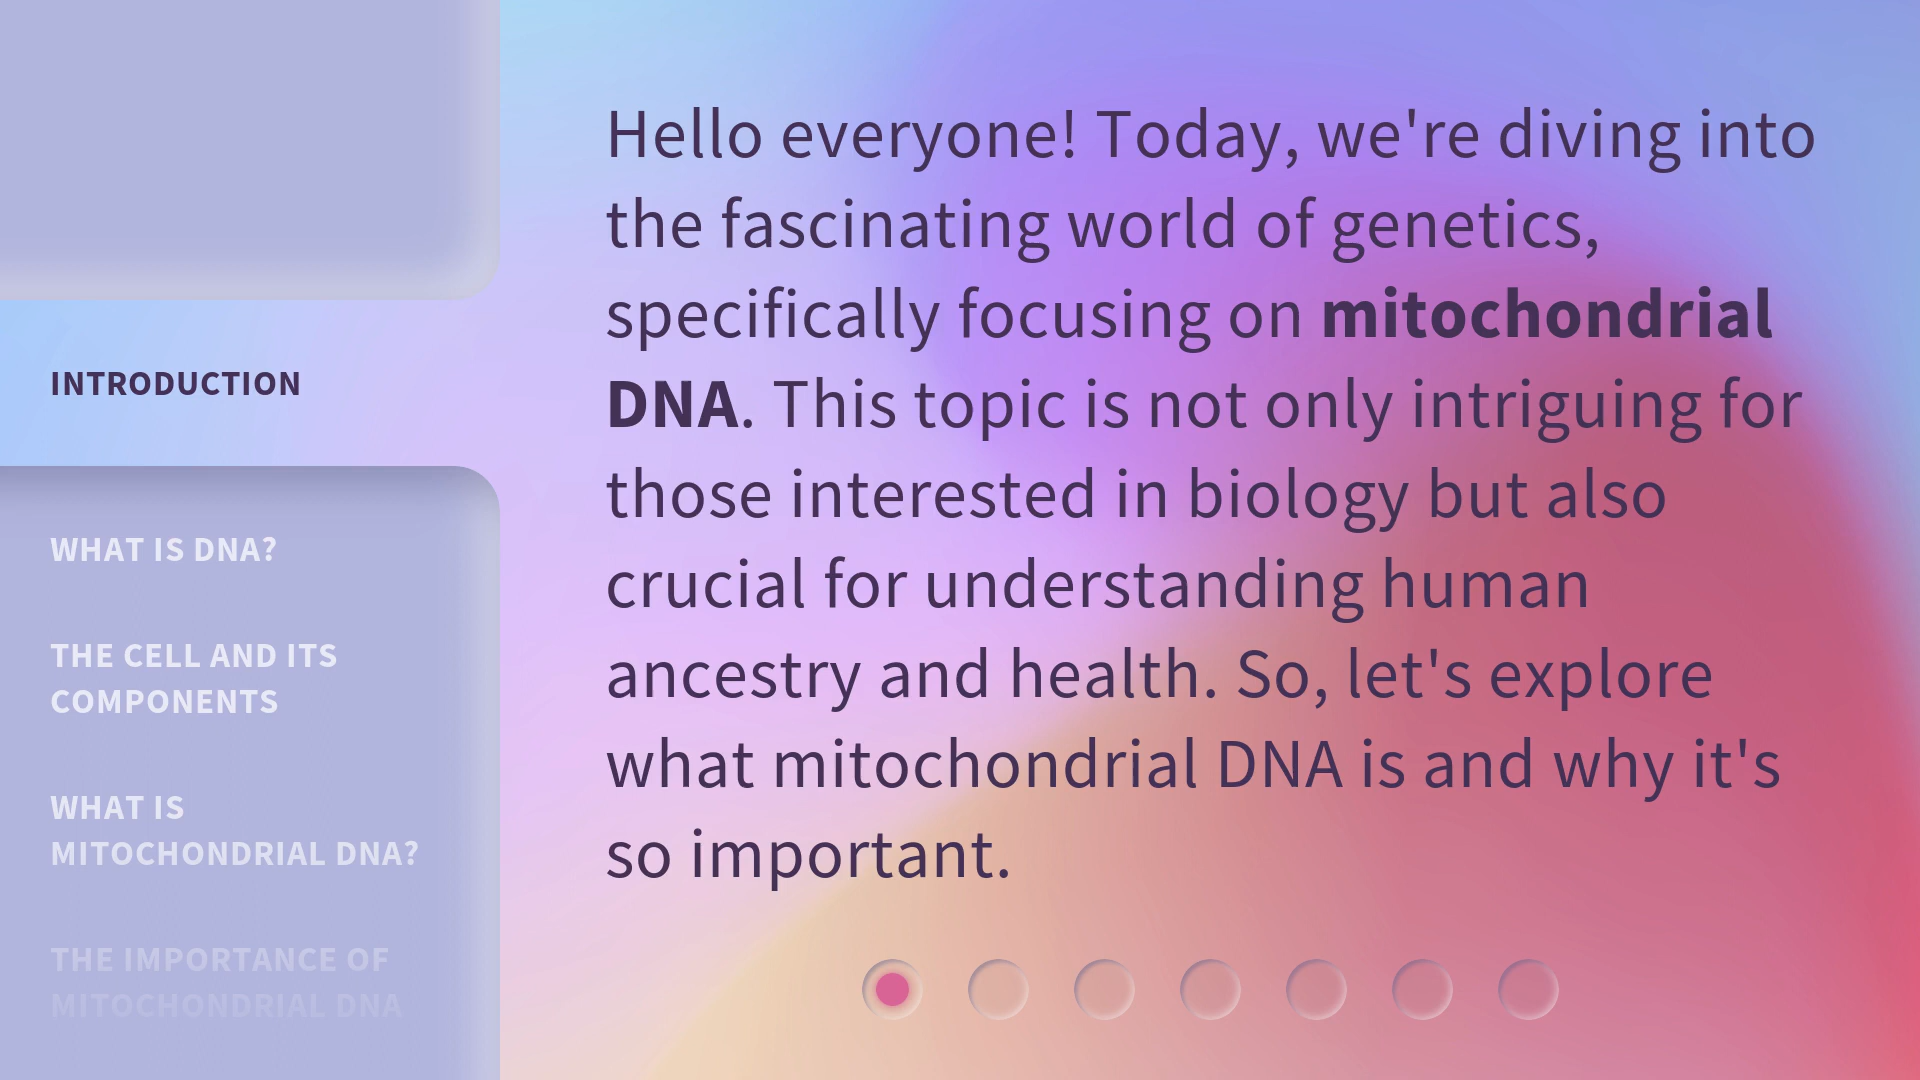 INTRODUCTION
WHAT IS DNA?
THE CELL AND ITS
COMPONENTS
WHAT IS
MITOCHONDRIAL DNA?
THE IMPORTANCE OF
MITOCHONDRIAL DNA
Hello everyone! Today, we're diving into
the fascinating world of genetics,
specifically focusing on mitochondrial
DNA. This topic is not only intriguing for
those interested in biology but also
crucial for understanding human
ancestry and health. So, let's explore
what mitochondrial DNA is and why it's
so important.